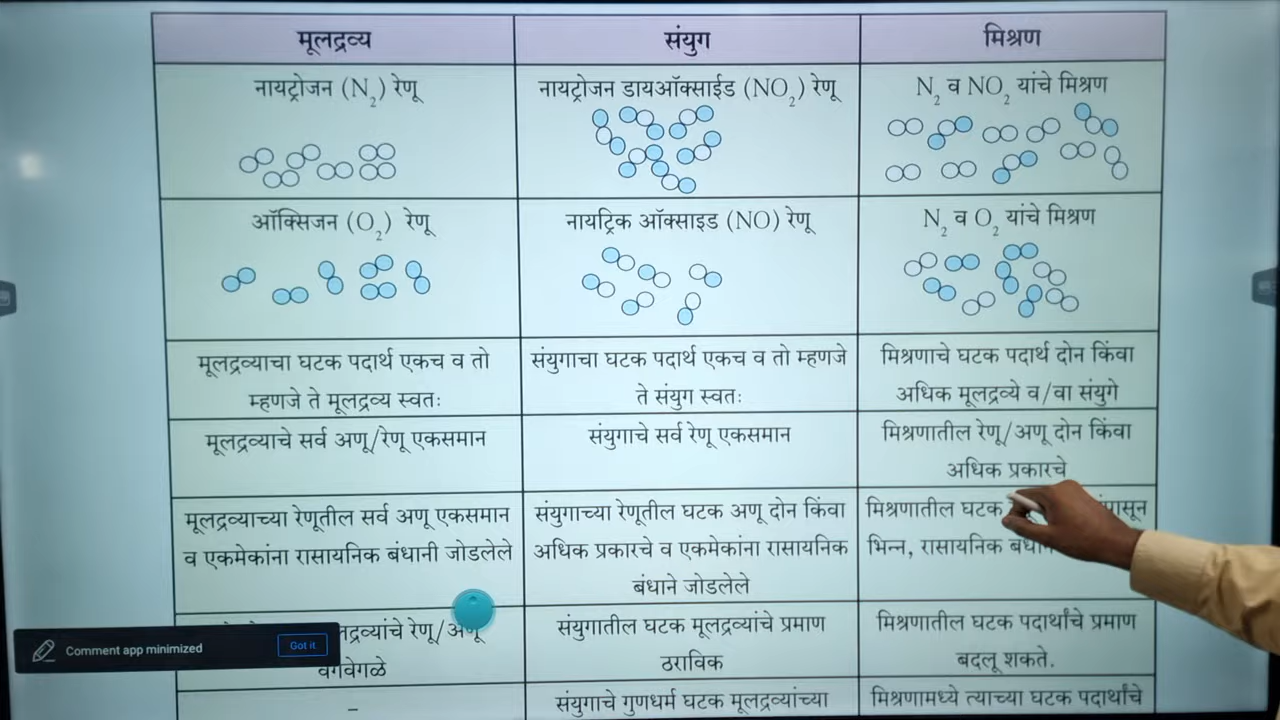 मूलद्रव्य
संयुग
मिश्रण
नायट्रोजन (N₂) रेणू
नायट्रोजन डायऑक्साईड (NO₂) रेणू
N₂ व NO₂ यांचे मिश्रण
ऑक्सिजन (O₂) रेणू
नायट्रिक ऑक्साइड (NO) रेणू
N₂ व O₂ यांचे मिश्रण
मूलद्रव्याचा घटक पदार्थ एकच व तो
म्हणजे ते मूलद्रव्य स्वतः
संयुगाचा घटक पदार्थ एकच व तो म्हणजे
ते संयुग स्वतः
मिश्रणाचे घटक पदार्थ दोन किंवा
अधिक मूलद्रव्ये व/वा संयुगे
मूलद्रव्याचे सर्व अणू/रेणू एकसमान
संयुगाचे सर्व रेणू एकसमान
मिश्रणातील रेणू/अणू दोन किंवा
अधिक प्रकारचे
मूलद्रव्याच्या रेणूतील सर्व अणू एकसमान
व एकमेकांना रासायनिक बंधानी जोडलेले
संयुगाच्या रेणूतील घटक अणू दोन किंवा
अधिक प्रकारचे व एकमेकांना रासायनिक
बंधाने जोडलेले
मिश्रणातील घटक
भिन्न, रासायनिक
रेणू/अणू
वेगवेगळे
संयुगातील घटक मूलद्रव्यांचे प्रमाण
ठराविक
मिश्रणातील घटक पदार्थांचे प्रमाण
बदलू शकते.
–
संयुगाचे गुणधर्म घटक मूलद्रव्यांच्या
मिश्रणामध्ये त्याच्या घटक पदार्थांचे
Comment app minimized
Got it